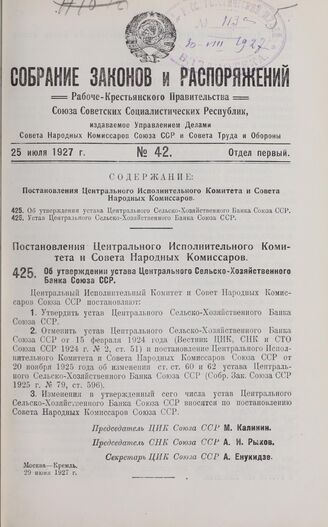 СОБРАНИЕ ЗАКОНОВ и РАСПОРЯЖЕНИЙ
Рабоче-Крестьянского Правительства
Союза Советских Социалистических Республик,
издаваемое Управлением Делами
Совета Народных Комиссаров Союза ССР и Совета Труда и Обороны
25 июля 1927 г. № 42. Отдел первый.
СОДЕРЖАНИЕ:
Постановления Центрального Исполнительного Комитета и Совета
Народных Комиссаров.
425. Об утверждении устава Центрального Сельско-Хозяйственного Банка Союза ССР.
426. Устав Центрального Сельско-Хозяйственного Банка Союза ССР.
Постановления Центрального Исполнительного Коми-
тета и Совета Народных Комиссаров.
425. Об утверждении устава Центрального Сельско-Хозяйственного
Банка Союза ССР.
Центральный Исполнительный Комитет и Совет Народных Комис-
саров Союза ССР постановляют:
1. Утвердить устав Центрального Сельско-Хозяйственного Банка
Союза ССР.
2. Отменить устав Центрального Сельско-Хозяйственного Банка
Союза ССР от 15 февраля 1924 года (Вестник ЦИК, СНК и СТО
Союза ССР 1924 г. № 2, ст. 51) и постановление Центрального Испол-
нительного Комитета и Совета Народных Комиссаров Союза ССР от
20 ноября 1925 года об изменении ст. ст. 60 и 62 устава Централь-
ного Сельско-Хозяйственного Банка Союза ССР (Собр. Зак. Союза ССР
1925 г. № 79, ст. 596).
3. Изменения в утвержденный сего числа устав Центрального
Сельско-Хозяйственного Банка Союза ССР вносятся по постановлению
Совета Народных Комиссаров Союза ССР.
Председатель ЦИК Союза ССР М. Калинин.
Председатель СНК Союза ССР А. И. Рыков.
Секретарь ЦИК Союза ССР А. Енукидзе.
Москва—Кремль.
29 июня 1927 г.